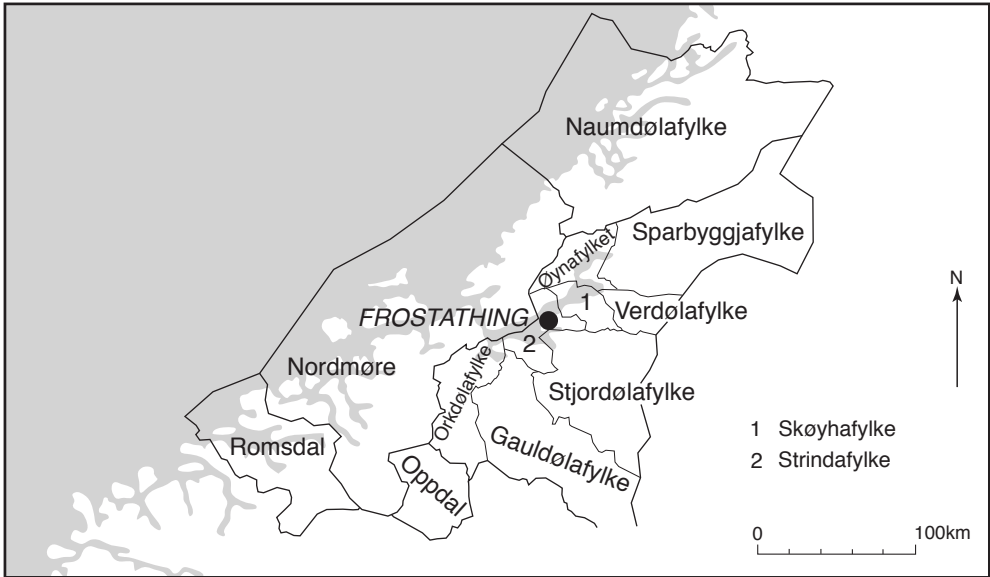 Naumdølafylke
Sparbyggjafylke
Øynafylket
N
1
Verdølafylke
FROSTATHING
2
Nordmøre
Orkdølafylke
Stjordølafylke
1 Skøyhafylke
Romsdal
Gauldølafylke
2 Strindafylke
Oppdal
0 100km